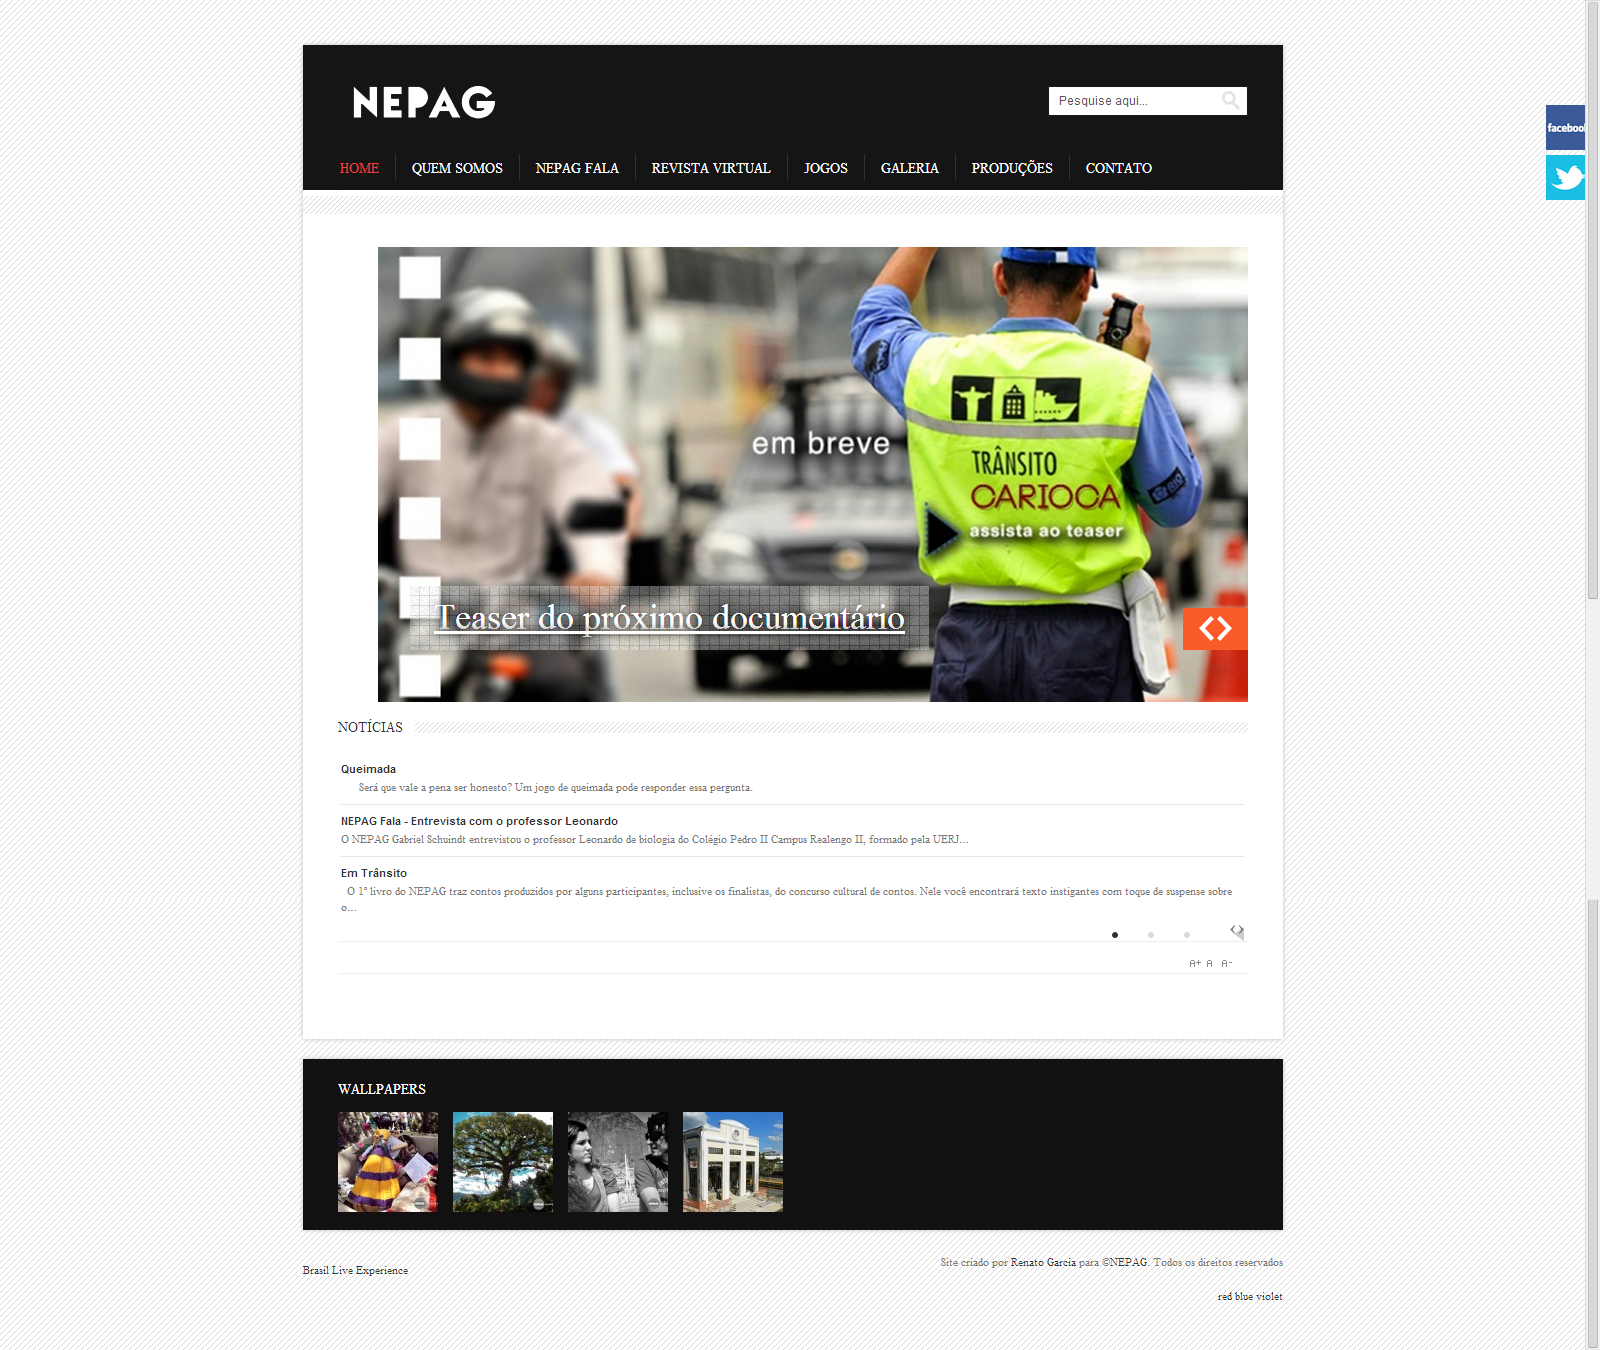 NEPAG
Pesquise aqui...
facebook
HOME
QUEM SOMOS
NEPAG FALA
REVISTA VIRTUAL
JOGOS
GALERIA
PRODUÇÕES
CONTATO
em breve
TRÂNSITO
CARIOCA
assista ao teaser
RIO
Teaser do próximo documentário
NOTÍCIAS
Queimada
Será que vale a pena ser honesto? Um jogo de queimada pode responder essa pergunta.
NEPAG Fala - Entrevista com o professor Leonardo
O NEPAG Gabriel Schuindt entrevistou o professor Leonardo de biologia do Colégio Pedro II Campus Realengo II, formado pela UERJ...
Em Trânsito
O 1º livro do NEPAG traz contos produzidos por alguns participantes, inclusive os finalistas, do concurso cultural de contos. Nele você encontrará texto instigantes com toque de suspense sobre
o...
A+ A A-
WALLPAPERS
Site criado por Renato Garcia para ©NEPAG. Todos os direitos reservados
Brasil Live Experience
red blue violet